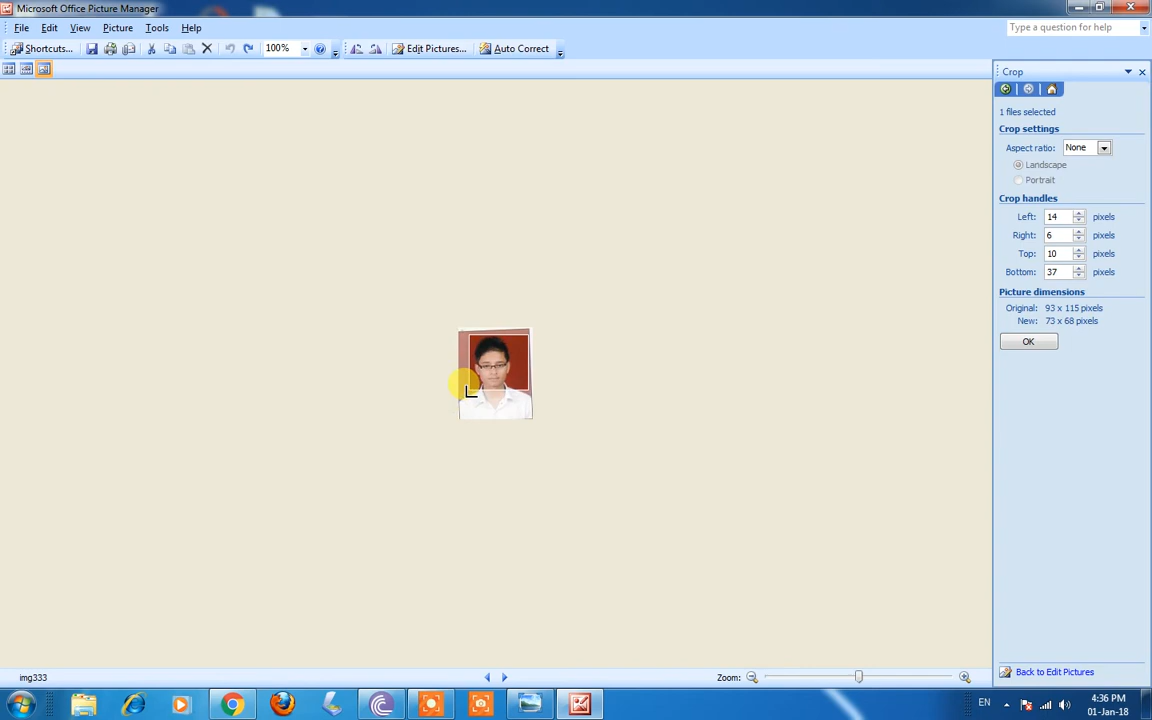 Microsoft Office Picture Manager
File Edit View Picture Tools Help
Type a question for help
Shortcuts... 100% Edit Pictures... Auto Correct
Crop
1 files selected
Crop settings
Aspect ratio: None
Landscape
Portrait
Crop handles
Left: 14 pixels
Right: 6 pixels
Top: 10 pixels
Bottom: 37 pixels
Picture dimensions
Original: 93 x 115 pixels
New: 73 x 68 pixels
OK
Back to Edit Pictures
img333
Zoom:
EN
4:36 PM
01-Jan-18